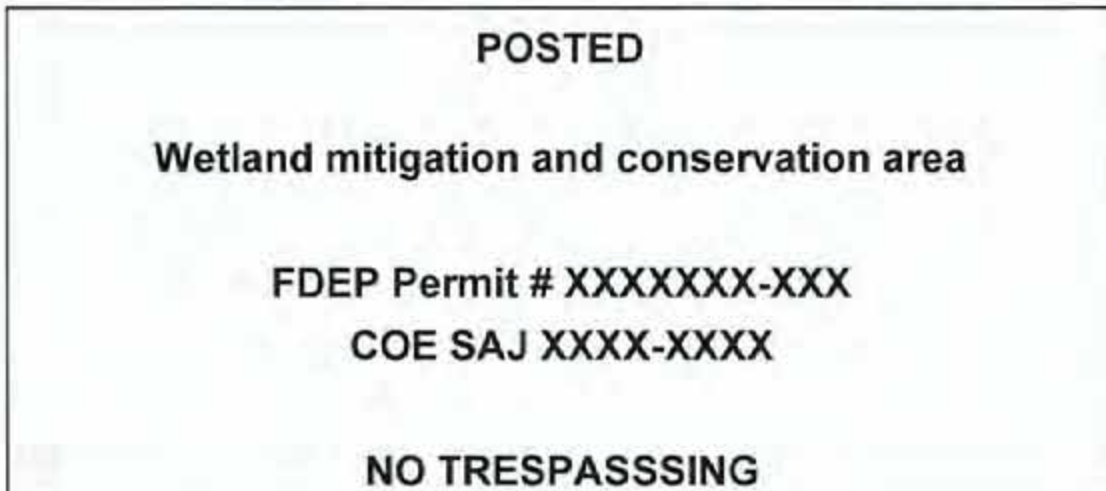 POSTED
Wetland mitigation and conservation area
FDEP Permit # XXXXXXX-XXX
COE SAJ XXXX-XXXX
NO TRESPASSSING